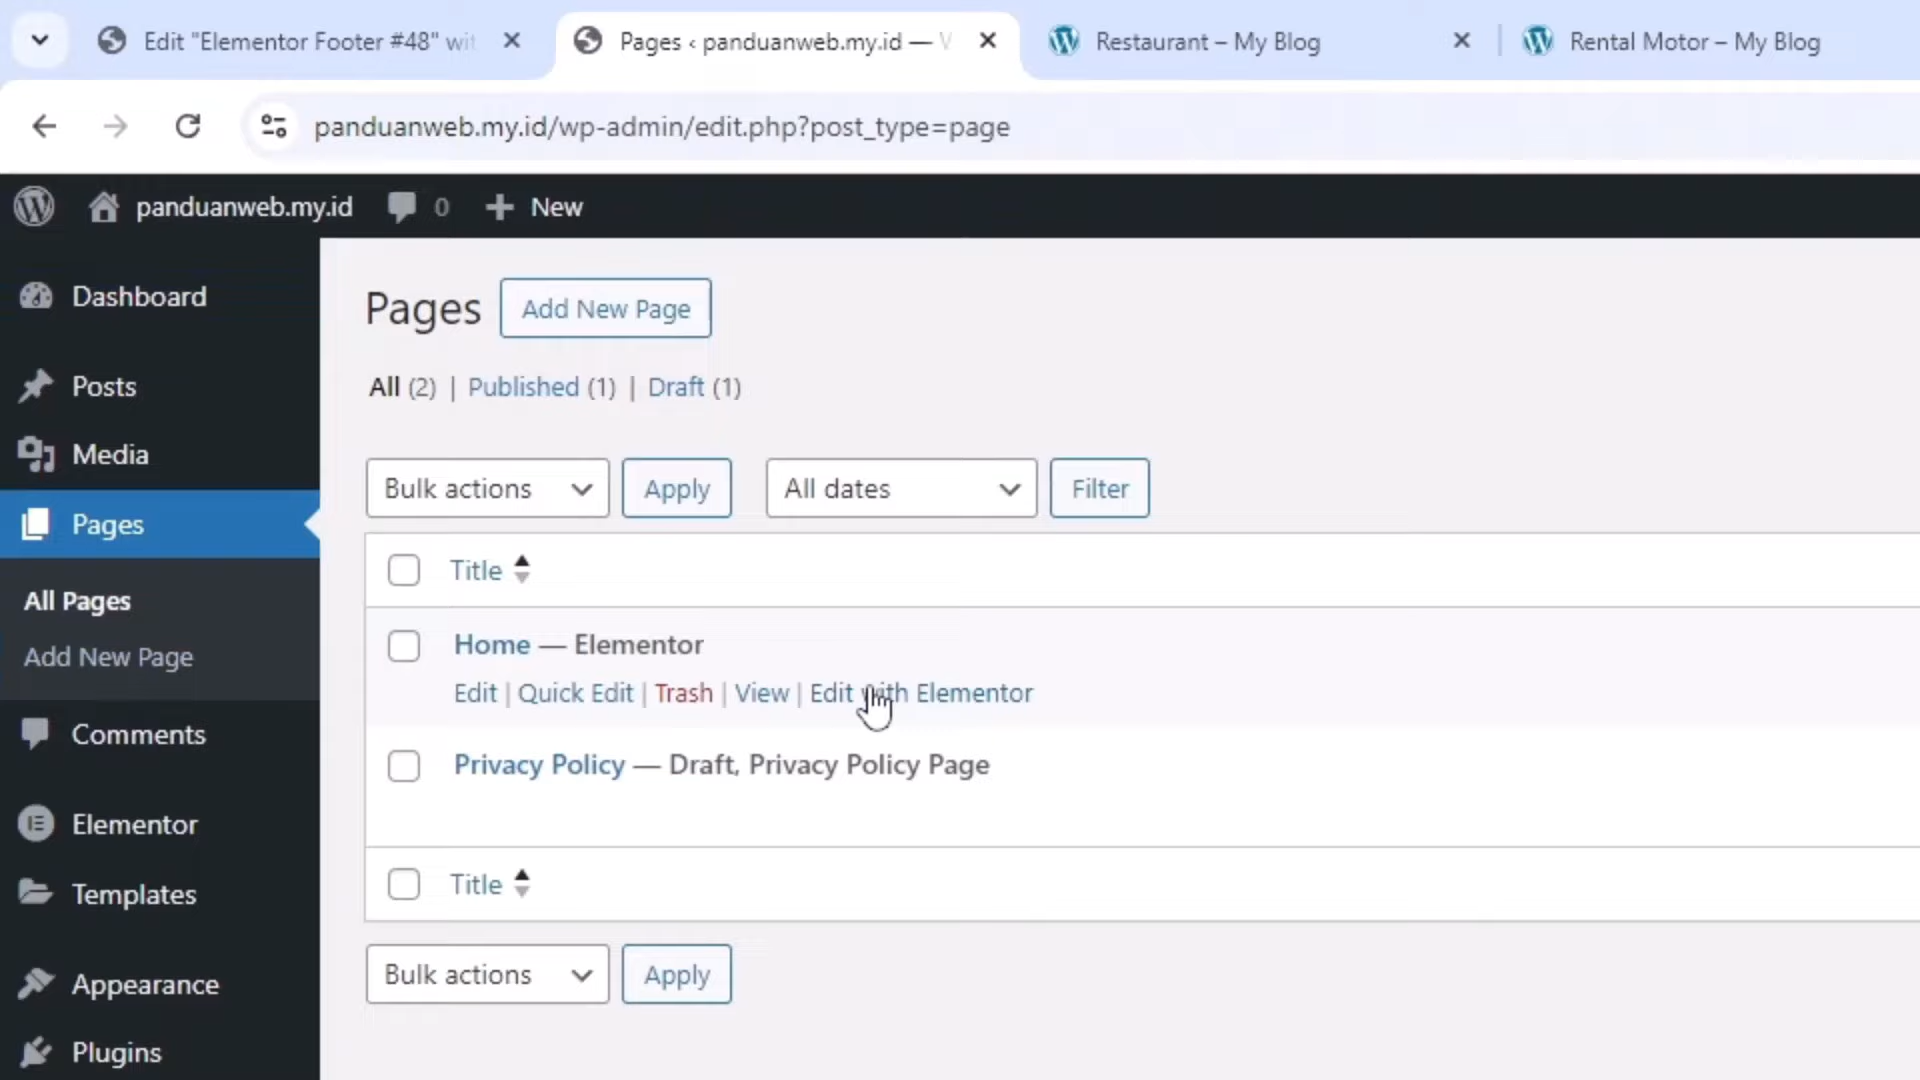 Edit "Elementor Footer #48" wit
Pages ‹ panduanweb.my.id — W
Restaurant – My Blog
Rental Motor – My Blog
panduanweb.my.id/wp-admin/edit.php?post_type=page
panduanweb.my.id
0
New
Dashboard
Posts
Media
Pages
All Pages
Add New Page
Comments
Elementor
Templates
Appearance
Plugins
Pages
Add New Page
All (2) | Published (1) | Draft (1)
Bulk actions
Apply
All dates
Filter
Title
Home — Elementor
Edit | Quick Edit | Trash | View | Edit with Elementor
Privacy Policy — Draft, Privacy Policy Page
Title
Bulk actions
Apply